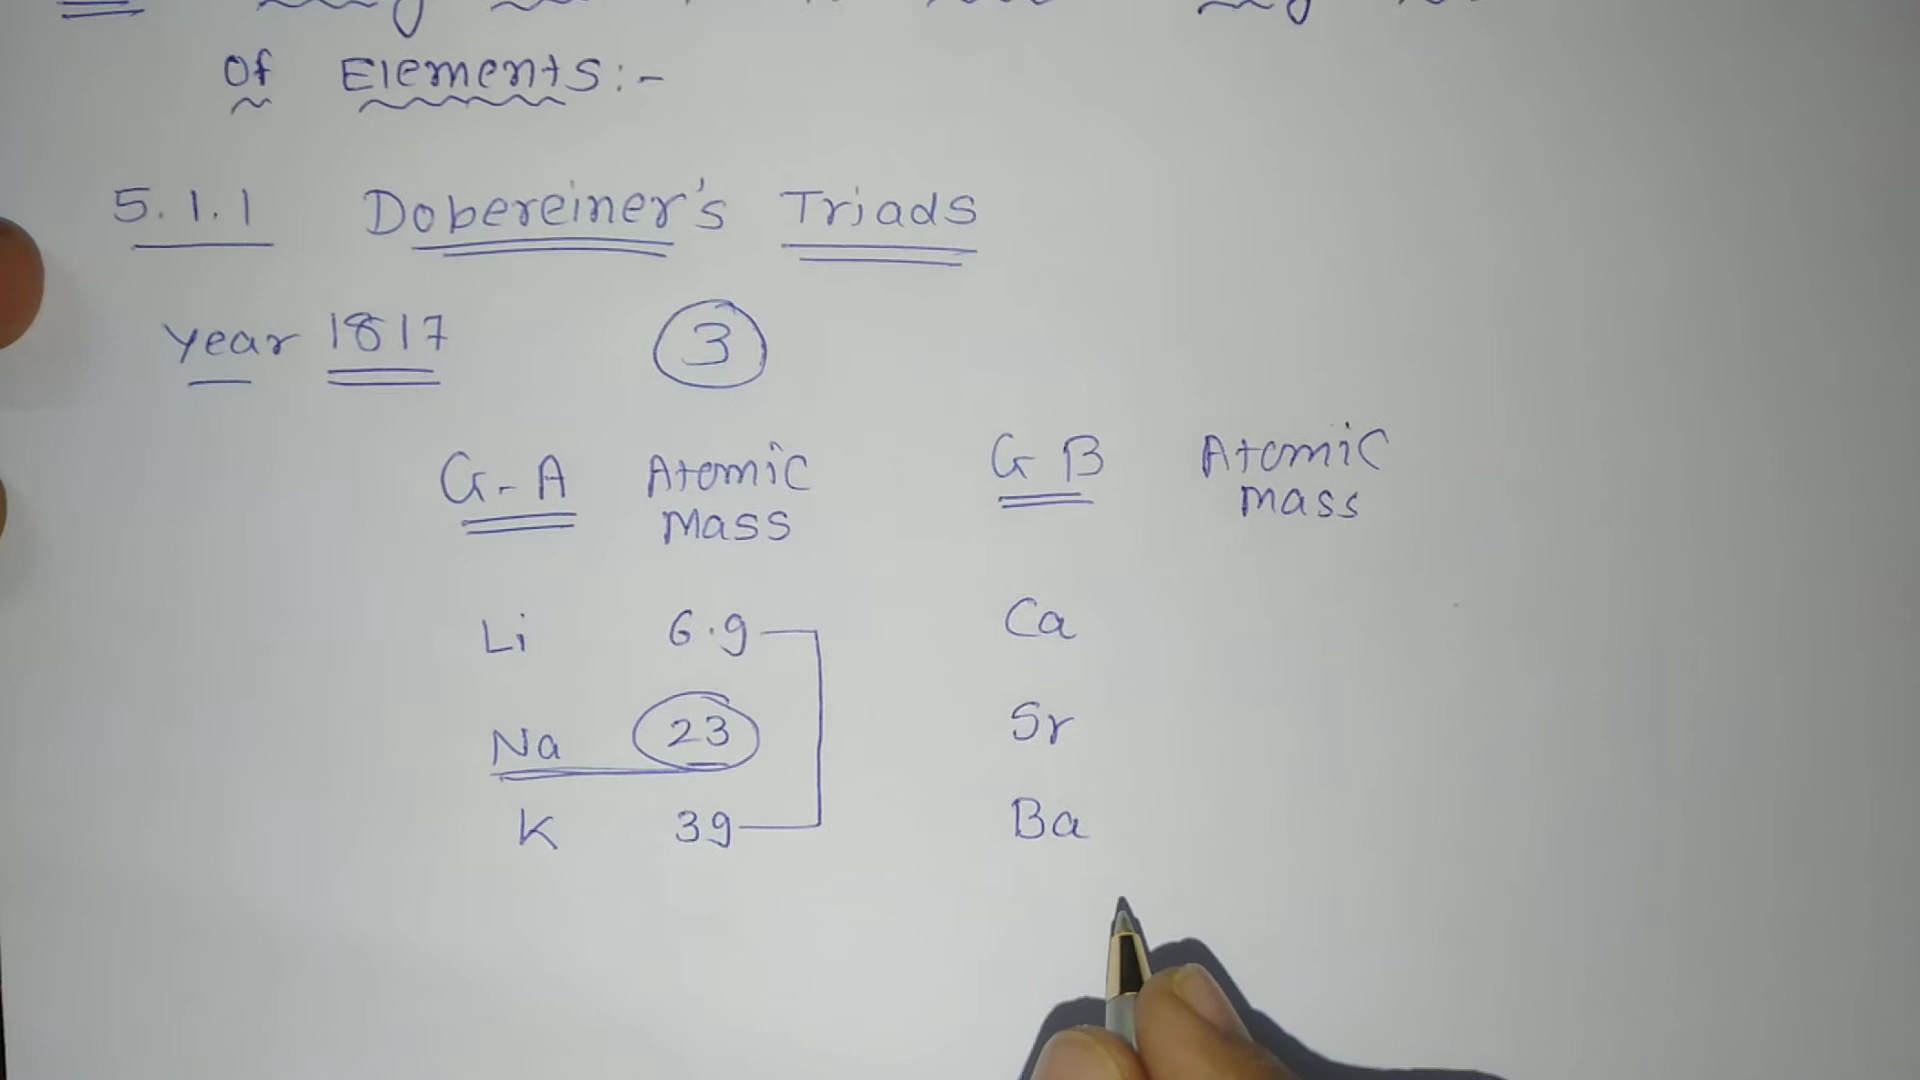 Of Elements:-
5.1.1 Dobereiner's Triads
Year 1817 3
G-A Atomic Mass G B Atomic mass
Li 6.9 Ca
Na 23 Sr
K 39 Ba